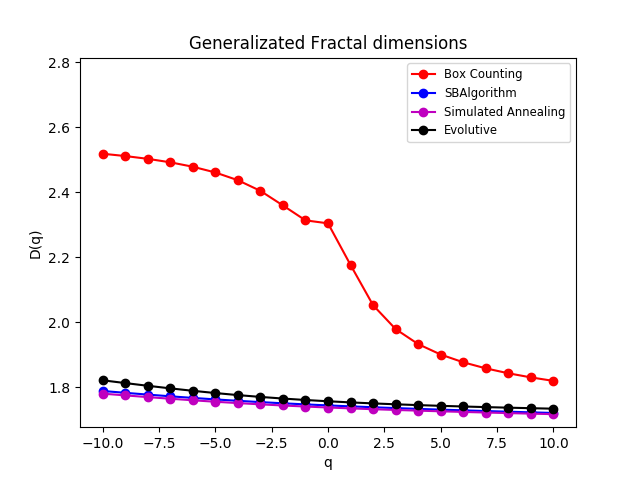 Generalizated Fractal dimensions
Box Counting
SBAlgorithm
Simulated Annealing
Evolutive
D(q)
2.8
2.6
2.4
2.2
2.0
1.8
−10.0 −7.5 −5.0 −2.5 0.0 2.5 5.0 7.5 10.0
q